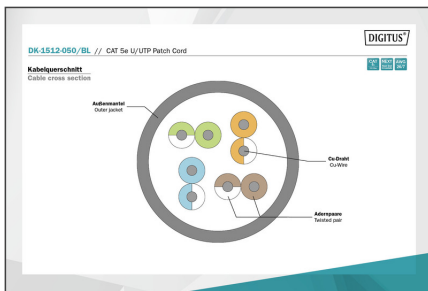 DIGITUS®
DK-1512-050/BL // CAT 5e U/UTP Patch Cord
Kabelquerschnitt
Cable cross section
Außenmantel
Outer jacket
Cu-Draht
Cu-Wire
Adernpaare
Twisted pair